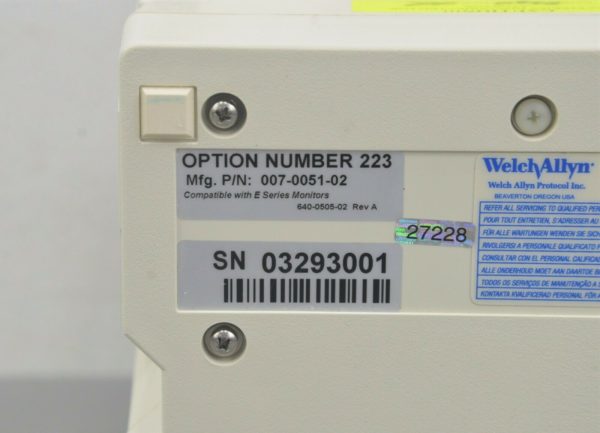 OPTION NUMBER 223
Mfg. P/N: 007-0051-02
Compatible with E Series Monitors
640-0505-02 Rev A
27228
SN 03293001
WelchAllyn
Welch Allyn Protocol Inc.
BEAVERTON OREGON USA
REFER ALL SERVICING TO QUALIFIED PER
POUR TOUT ENTRETIEN, S'ADRESSER AU
FÜR ALLE WARTUNGEN WENDEN SIE SICH
RIVOLGERSI A PERSONALE QUALIFICATO P
CONSULTAR CON EL PERSONAL CALIFICA
ALLE ONDERHOUD MOET AAN DAARTOE B
TODOS OS SERVIÇOS DE MANUTENÇÃO A S
KONTAKTA KVALIFICERAD PERSONAL FÖR A